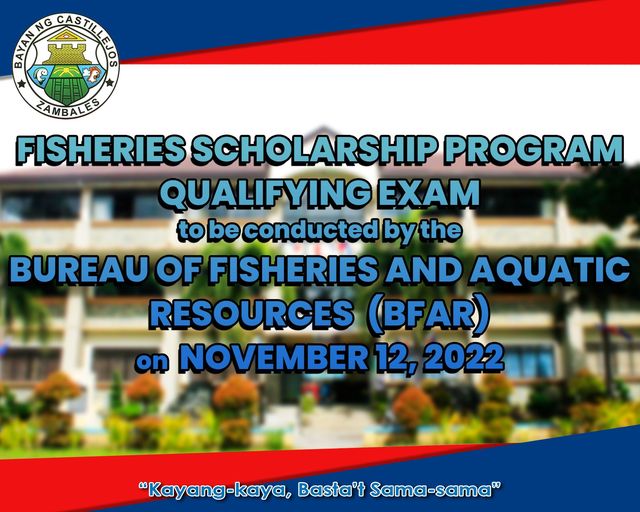 BAYAN NG CASTILLEJOS
ZAMBALES
FISHERIES SCHOLARSHIP PROGRAM
QUALIFYING EXAM
to be conducted by the
BUREAU OF FISHERIES AND AQUATIC
RESOURCES (BFAR)
on NOVEMBER 12, 2022
“Kayang-kaya, Basta’t Sama-sama”